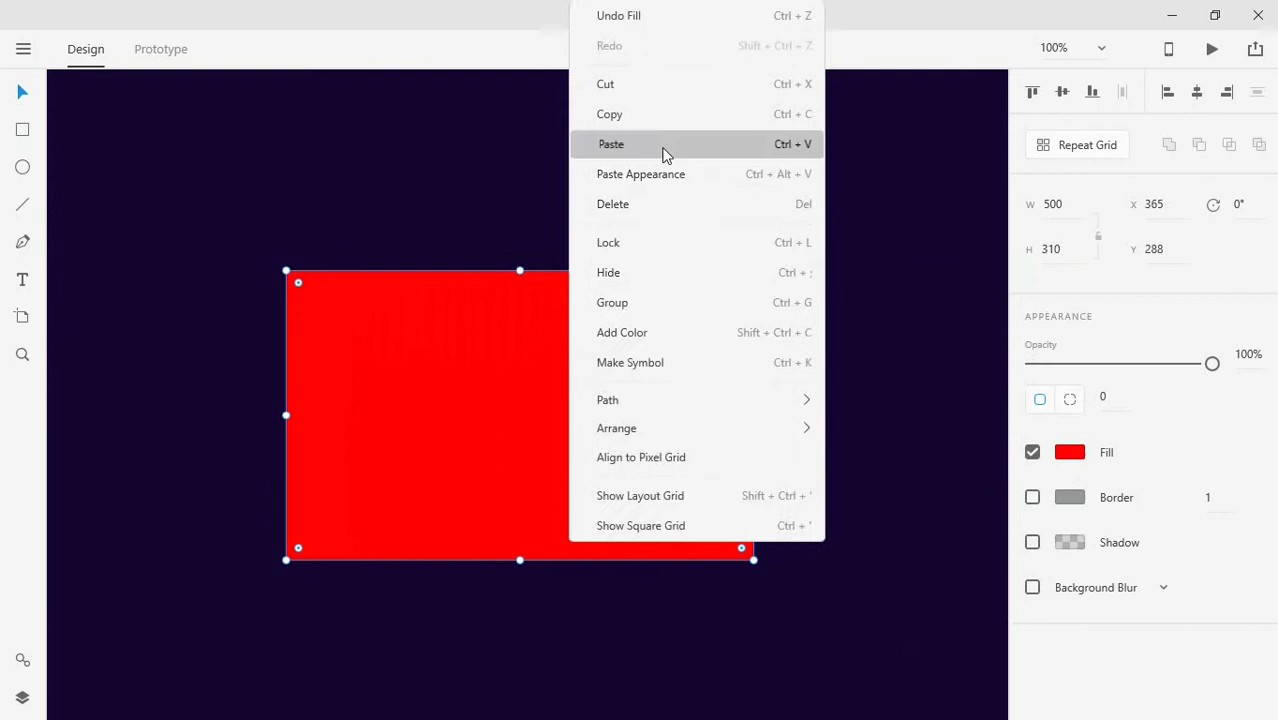 Undo Fill Ctrl + Z
Redo Shift + Ctrl + Z
Design Prototype 100%
Cut Ctrl + X
Copy Ctrl + C
Paste Ctrl + V
Repeat Grid
Paste Appearance Ctrl + Alt + V
Delete Del
W 500 X 365 0°
Lock Ctrl + L
H 310 Y 288
Hide Ctrl + ;
Group Ctrl + G
APPEARANCE
Add Color Shift + Ctrl + C
Opacity
100%
Make Symbol Ctrl + K
Path
0
Arrange
Fill
Align to Pixel Grid
Show Layout Grid Shift + Ctrl + '
Border 1
Show Square Grid Ctrl + '
Shadow
Background Blur